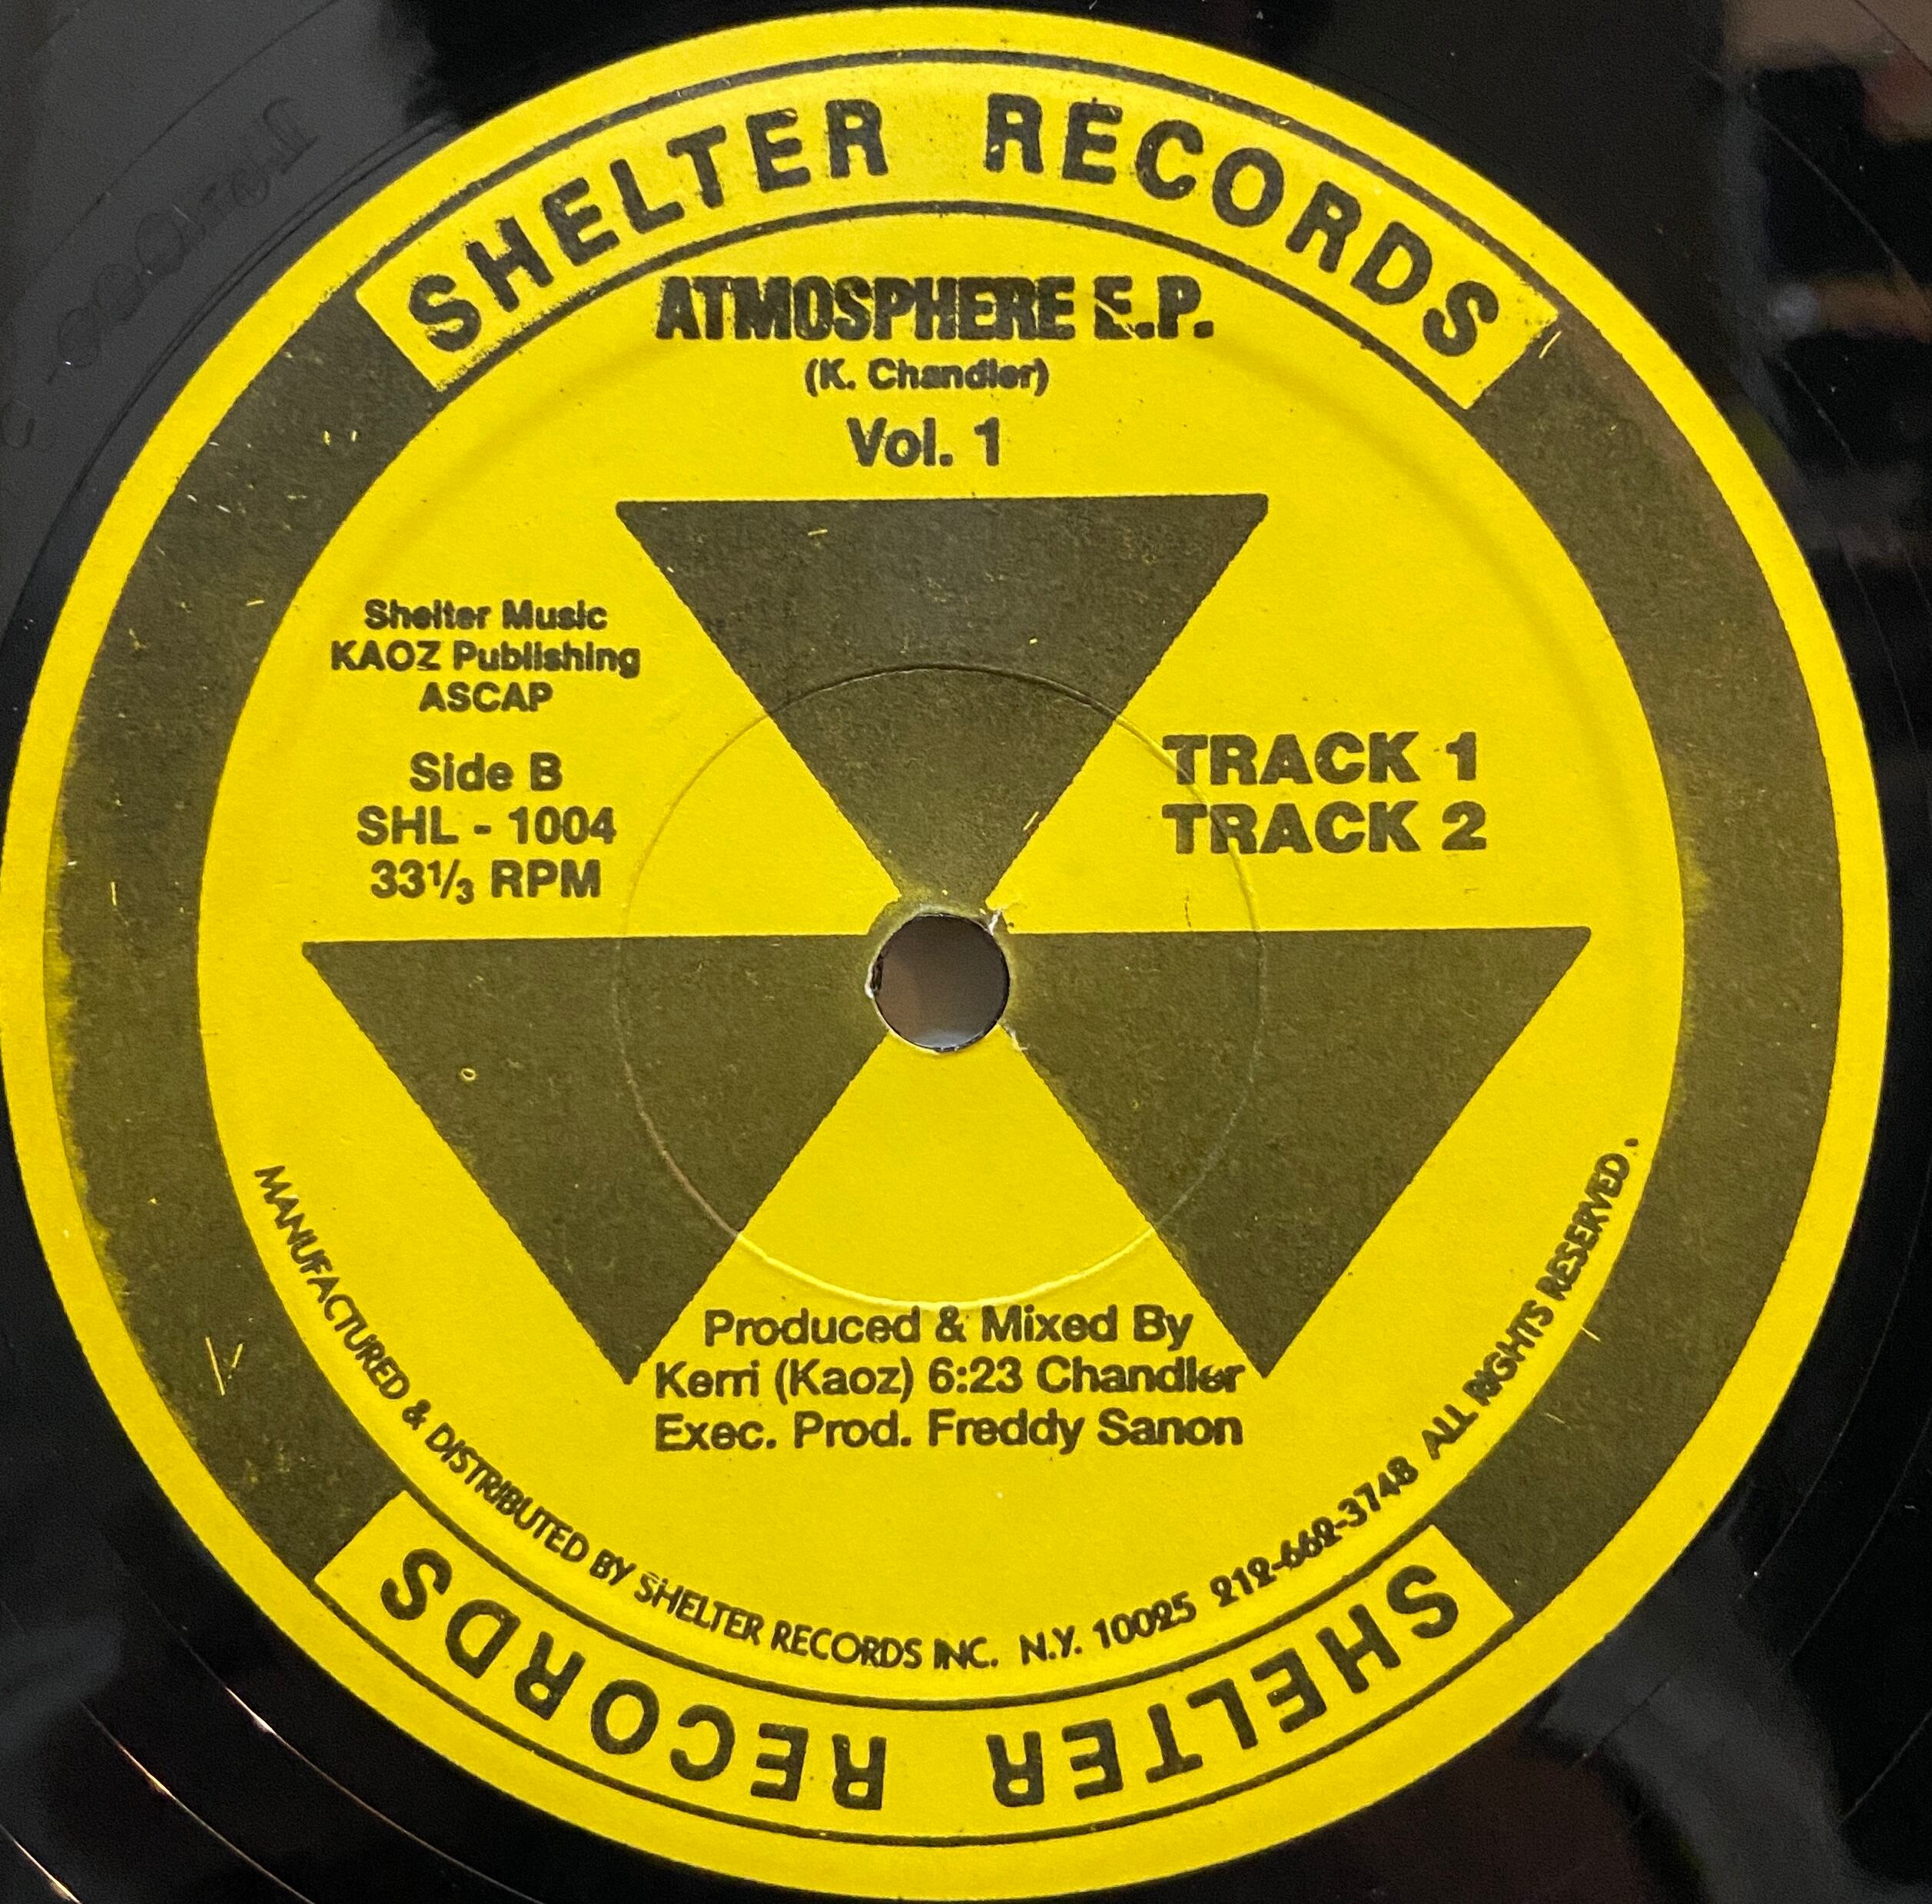 SHELTER RECORDS
ATMOSPHERE E.P.
(K. Chandler)
Vol. 1
Shelter Music
KAOZ Publishing
ASCAP
Side B
SHL - 1004
33⅓ RPM
TRACK 1
TRACK 2
Produced & Mixed By
Kerri (Kaoz) 6:23 Chandler
Exec. Prod. Freddy Sanon
MANUFACTURED & DISTRIBUTED BY SHELTER RECORDS INC. N.Y. 10025 212-662-3748 ALL RIGHTS RESERVED.
SHELTER RECORDS